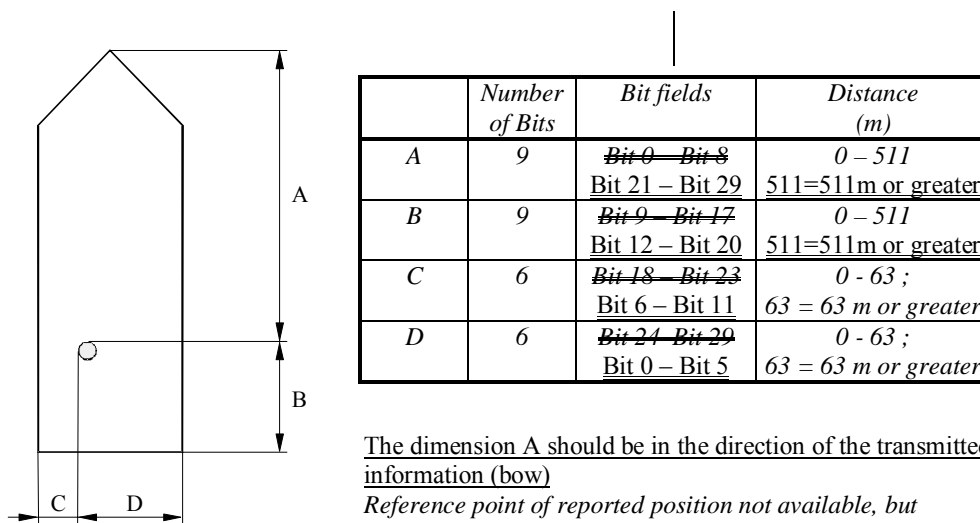 A
B
C D
Number of Bits Bit fields Distance (m)
A 9 Bit 0 – Bit 8 0 – 511
Bit 21 – Bit 29 511=511m or greater
B 9 Bit 9 – Bit 17 0 – 511
Bit 12 – Bit 20 511=511m or greater
C 6 Bit 18 – Bit 23 0 - 63 ;
Bit 6 – Bit 11 63 = 63 m or greater
D 6 Bit 24- Bit 29 0 - 63 ;
Bit 0 – Bit 5 63 = 63 m or greater
The dimension A should be in the direction of the transmitted
information (bow)
Reference point of reported position not available, but